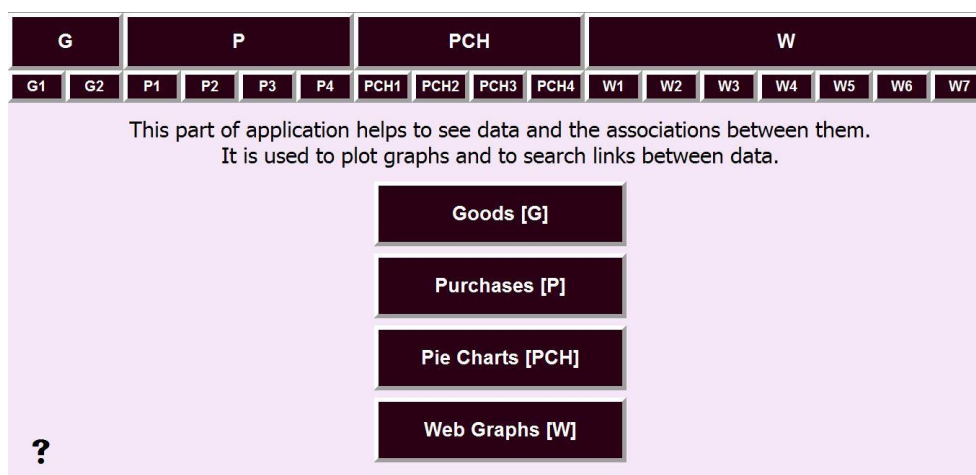 G P PCH W
G1 G2 P1 P2 P3 P4 PCH1 PCH2 PCH3 PCH4 W1 W2 W3 W4 W5 W6 W7
This part of application helps to see data and the associations between them.
It is used to plot graphs and to search links between data.
Goods [G]
Purchases [P]
Pie Charts [PCH]
Web Graphs [W]
?